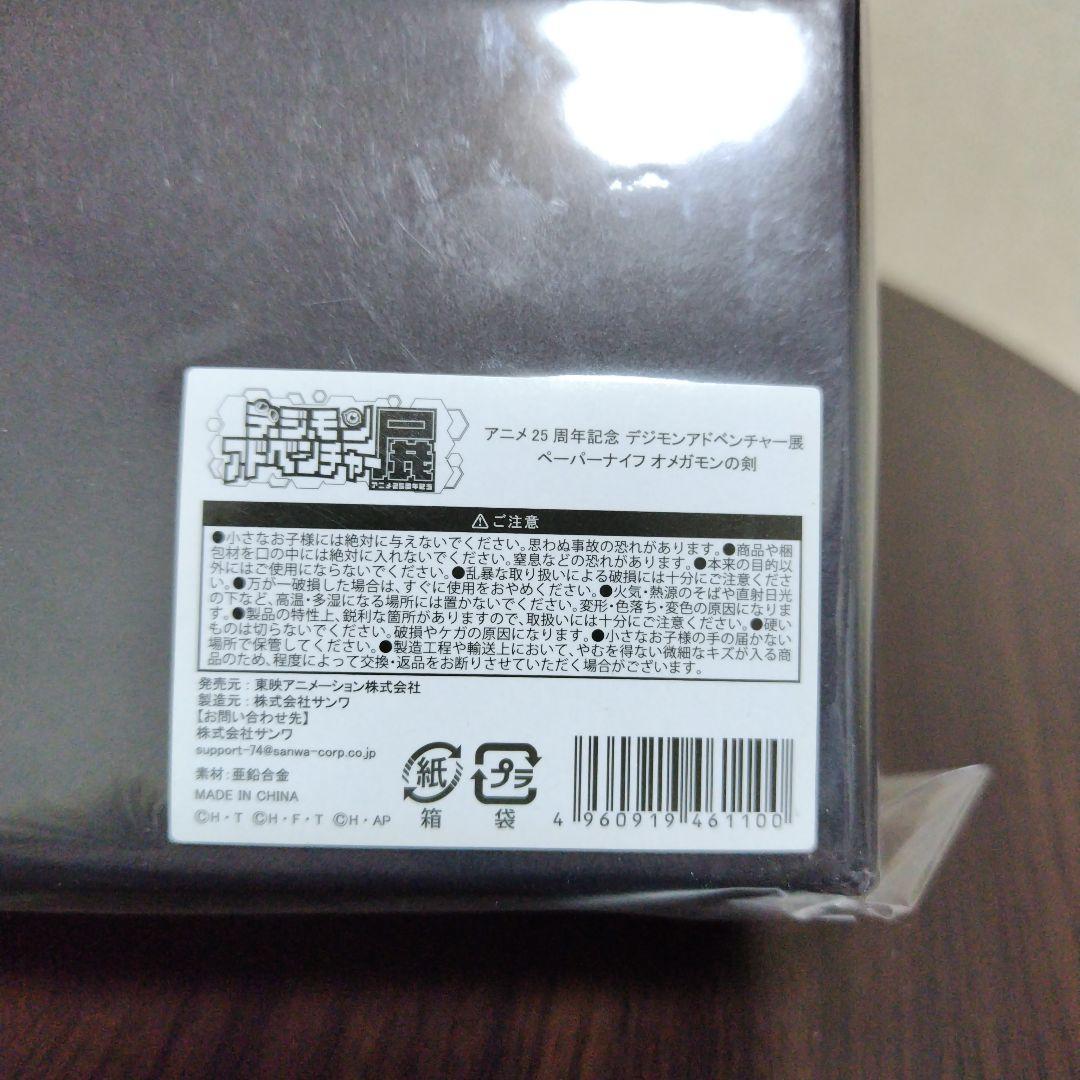 デジモン
アドベンチャー展
アニメ25周年記念
アニメ25周年記念 デジモンアドベンチャー展
ペーパーナイフ オメガモンの剣
⚠ご注意
●小さなお子様には絶対に与えないでください。思わぬ事故の恐れがあります。●商品や梱
包材を口の中には絶対に入れないでください。窒息などの恐れがあります。●本来の目的以
外にはご使用にならないでください。●乱暴な取り扱いによる破損には十分にご注意くださ
い。●万が一破損した場合は、すぐに使用をおやめください。●火気・熱源のそばや直射日光
の下など、高温・多湿になる場所には置かないでください。変形・色落ち・変色の原因になりま
す。●製品の特性上、鋭利な箇所がありますので、取扱いには十分にご注意ください。●硬い
ものは切らないでください。破損やケガの原因になります。●小さなお子様の手の届かない
場所で保管してください。●製造工程や輸送上において、やむを得ない微細なキズが入る商
品のため、程度によって交換・返品をお断りさせていただく場合がございます。
発売元：東映アニメーション株式会社
製造元：株式会社サンワ
【お問い合わせ先】
株式会社サンワ
support-74@sanwa-corp.co.jp
素材：亜鉛合金
MADE IN CHINA
©H・T ©H・F・T ©H・AP
紙
箱
プラ
袋
4 960919 461100